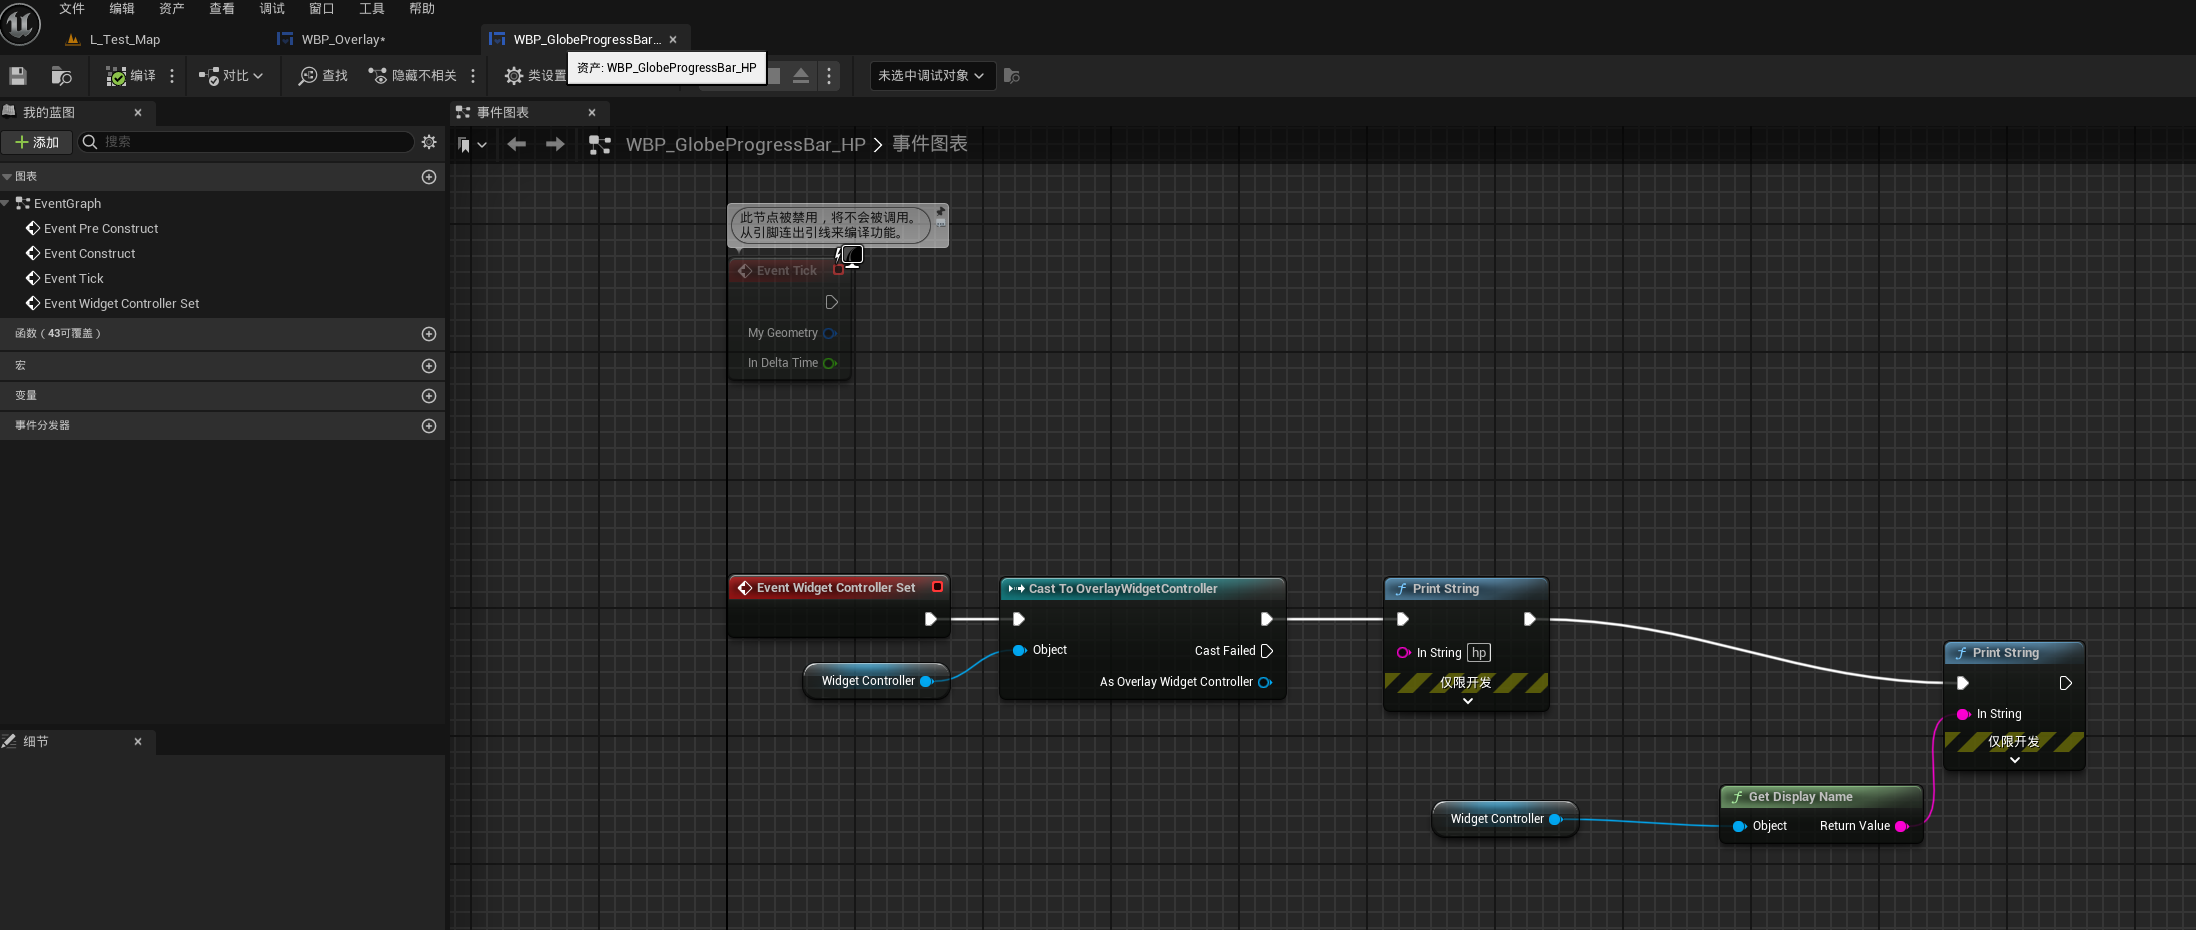 文件 编辑 资产 查看 调试 窗口 工具 帮助
L_Test_Map WBP_Overlay* WBP_GlobeProgressBar...
编译 对比 查找 隐藏不相关 类设置 未选中调试对象
资产: WBP_GlobeProgressBar_HP
我的蓝图 事件图表
添加 搜索
WBP_GlobeProgressBar_HP > 事件图表
图表
EventGraph
Event Pre Construct
Event Construct
Event Tick
Event Widget Controller Set
函数（43可覆盖）
宏
变量
事件分发器
细节
此节点被禁用，将不会被调用。
从引脚连出引线来编译功能。
Event Tick
My Geometry
In Delta Time
Event Widget Controller Set
Widget Controller
Cast To OverlayWidgetController
Object Cast Failed
As Overlay Widget Controller
Print String
In String hp
仅限开发
Widget Controller
Get Display Name
Object Return Value
Print String
In String
仅限开发